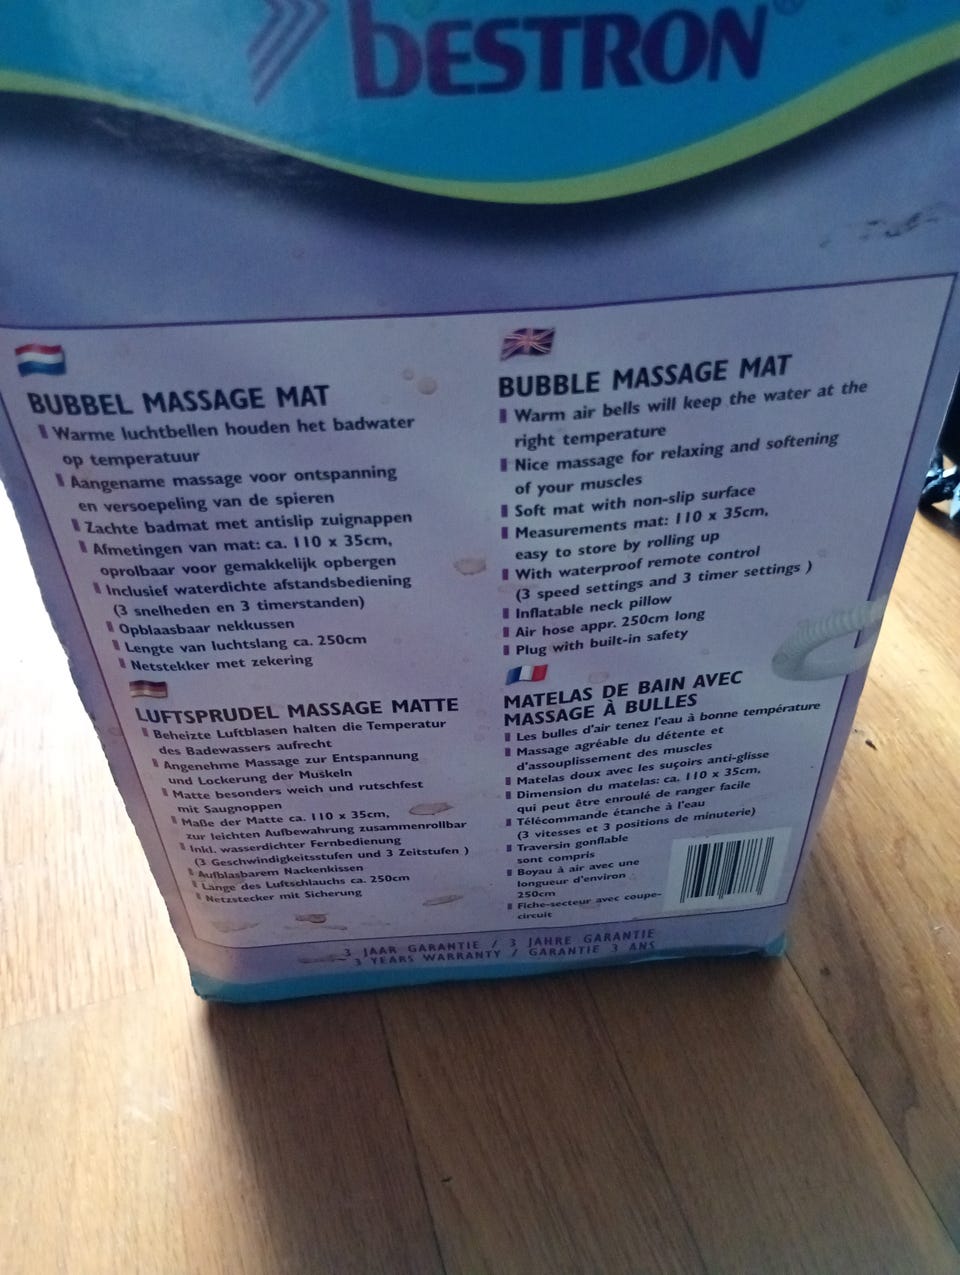 bESTRON®
BUBBEL MASSAGE MAT
Warme luchtbellen houden het badwater
op temperatuur
Aangename massage voor ontspanning
en versoepeling van de spieren
Zachte badmat met antislip zuignappen
Afmetingen van mat: ca. 110 x 35cm,
oprolbaar voor gemakkelijk opbergen
Inclusief waterdichte afstandsbediening
(3 snelheden en 3 timerstanden)
Opblaasbaar nekkussen
Lengte van luchtslang ca. 250cm
Netstekker met zekering
BUBBLE MASSAGE MAT
Warm air bells will keep the water at the
right temperature
Nice massage for relaxing and softening
of your muscles
Soft mat with non-slip surface
Measurements mat: 110 x 35cm,
easy to store by rolling up
With waterproof remote control
(3 speed settings and 3 timer settings )
Inflatable neck pillow
Air hose appr. 250cm long
Plug with built-in safety
LUFTSPRUDEL MASSAGE MATTE
Beheizte Luftblasen halten die Temperatur
des Badewassers aufrecht
Angenehme Massage zur Entspannung
und Lockerung der Muskeln
Matte besonders weich und rutschfest
mit Saugnoppen
Maße der Matte ca. 110 x 35cm,
zur leichten Aufbewahrung zusammenrollbar
Inkl. wasserdichter Fernbedienung
(3 Geschwindigkeitsstufen und 3 Zeitstufen )
Aufblasbarem Nackenkissen
Länge des Luftschlauchs ca. 250cm
Netzstecker mit Sicherung
MATELAS DE BAIN AVEC
MASSAGE À BULLES
Les bulles d'air tenez l'eau à bonne température
Massage agréable du détente et
d'assouplissement des muscles
Matelas doux avec les suçoirs anti-glisse
Dimension du matelas: ca. 110 x 35cm,
qui peut être enroulé de ranger facile
Télécommande étanche à l'eau
(3 vitesses et 3 positions de minuterie)
Traversin gonflable
sont compris
Boyau à air avec une
longueur d'environ
250cm
Fiche-secteur avec coupe-
circuit
3 JAAR GARANTIE / 3 JAHRE GARANTIE
3 YEARS WARRANTY / GARANTIE 3 ANS